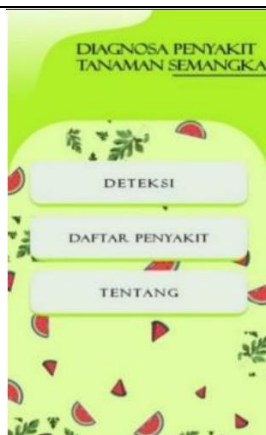 DIAGNOSA PENYAKIT
TANAMAN SEMANGKA
DETEKSI
DAFTAR PENYAKIT
TENTANG